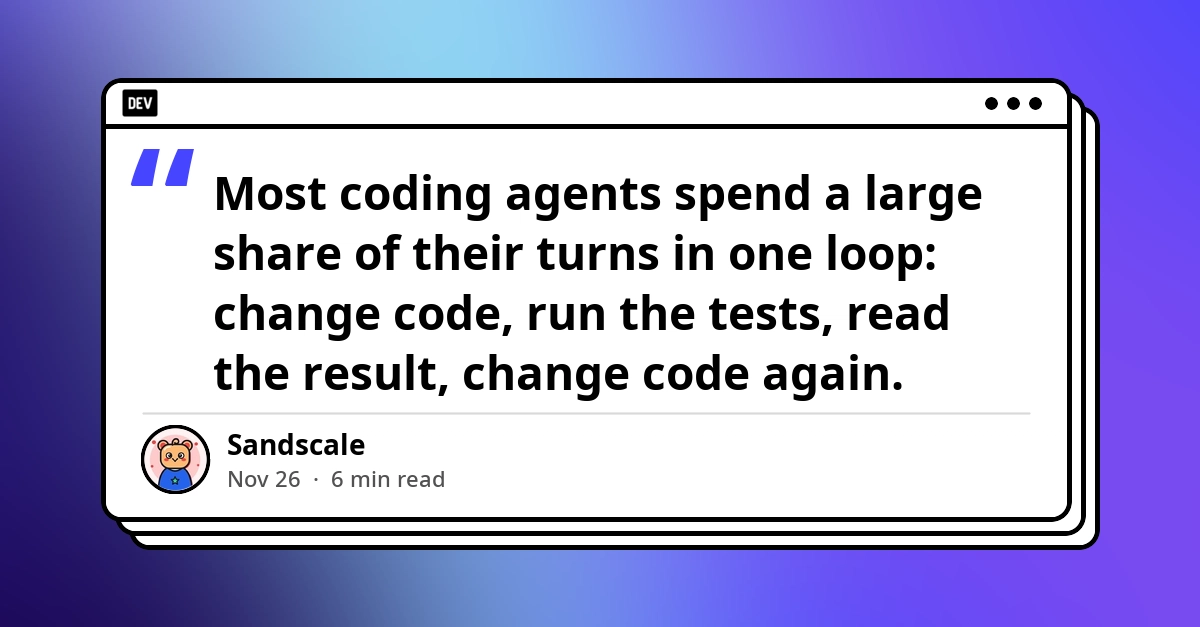 DEV
“
Most coding agents spend a large
share of their turns in one loop:
change code, run the tests, read
the result, change code again.
Sandscale
Nov 26 · 6 min read